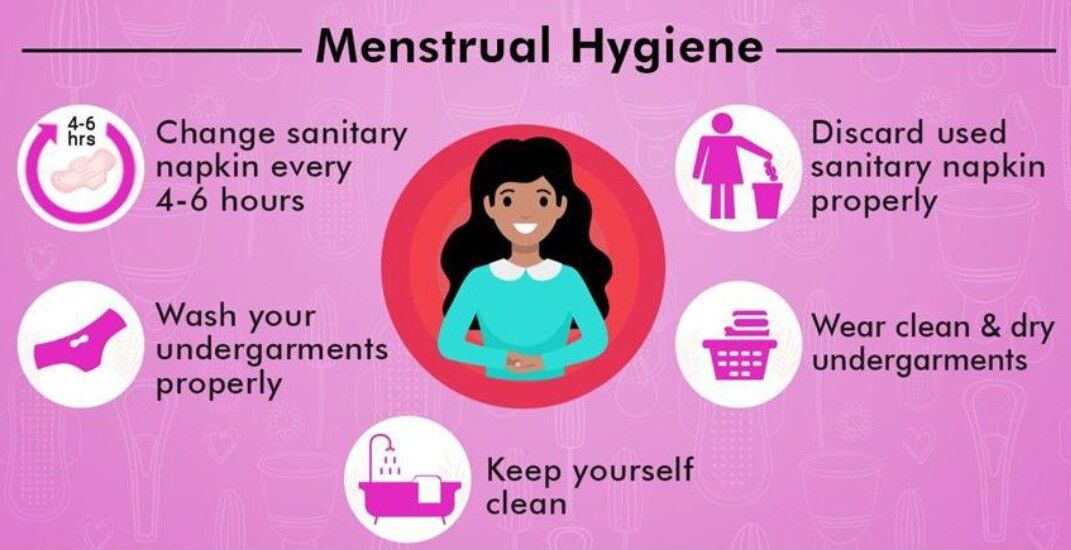 Menstrual Hygiene
4-6
hrs
Change sanitary
napkin every
4-6 hours
Discard used
sanitary napkin
properly
Wash your
undergarments
properly
Wear clean & dry
undergarments
Keep yourself
clean